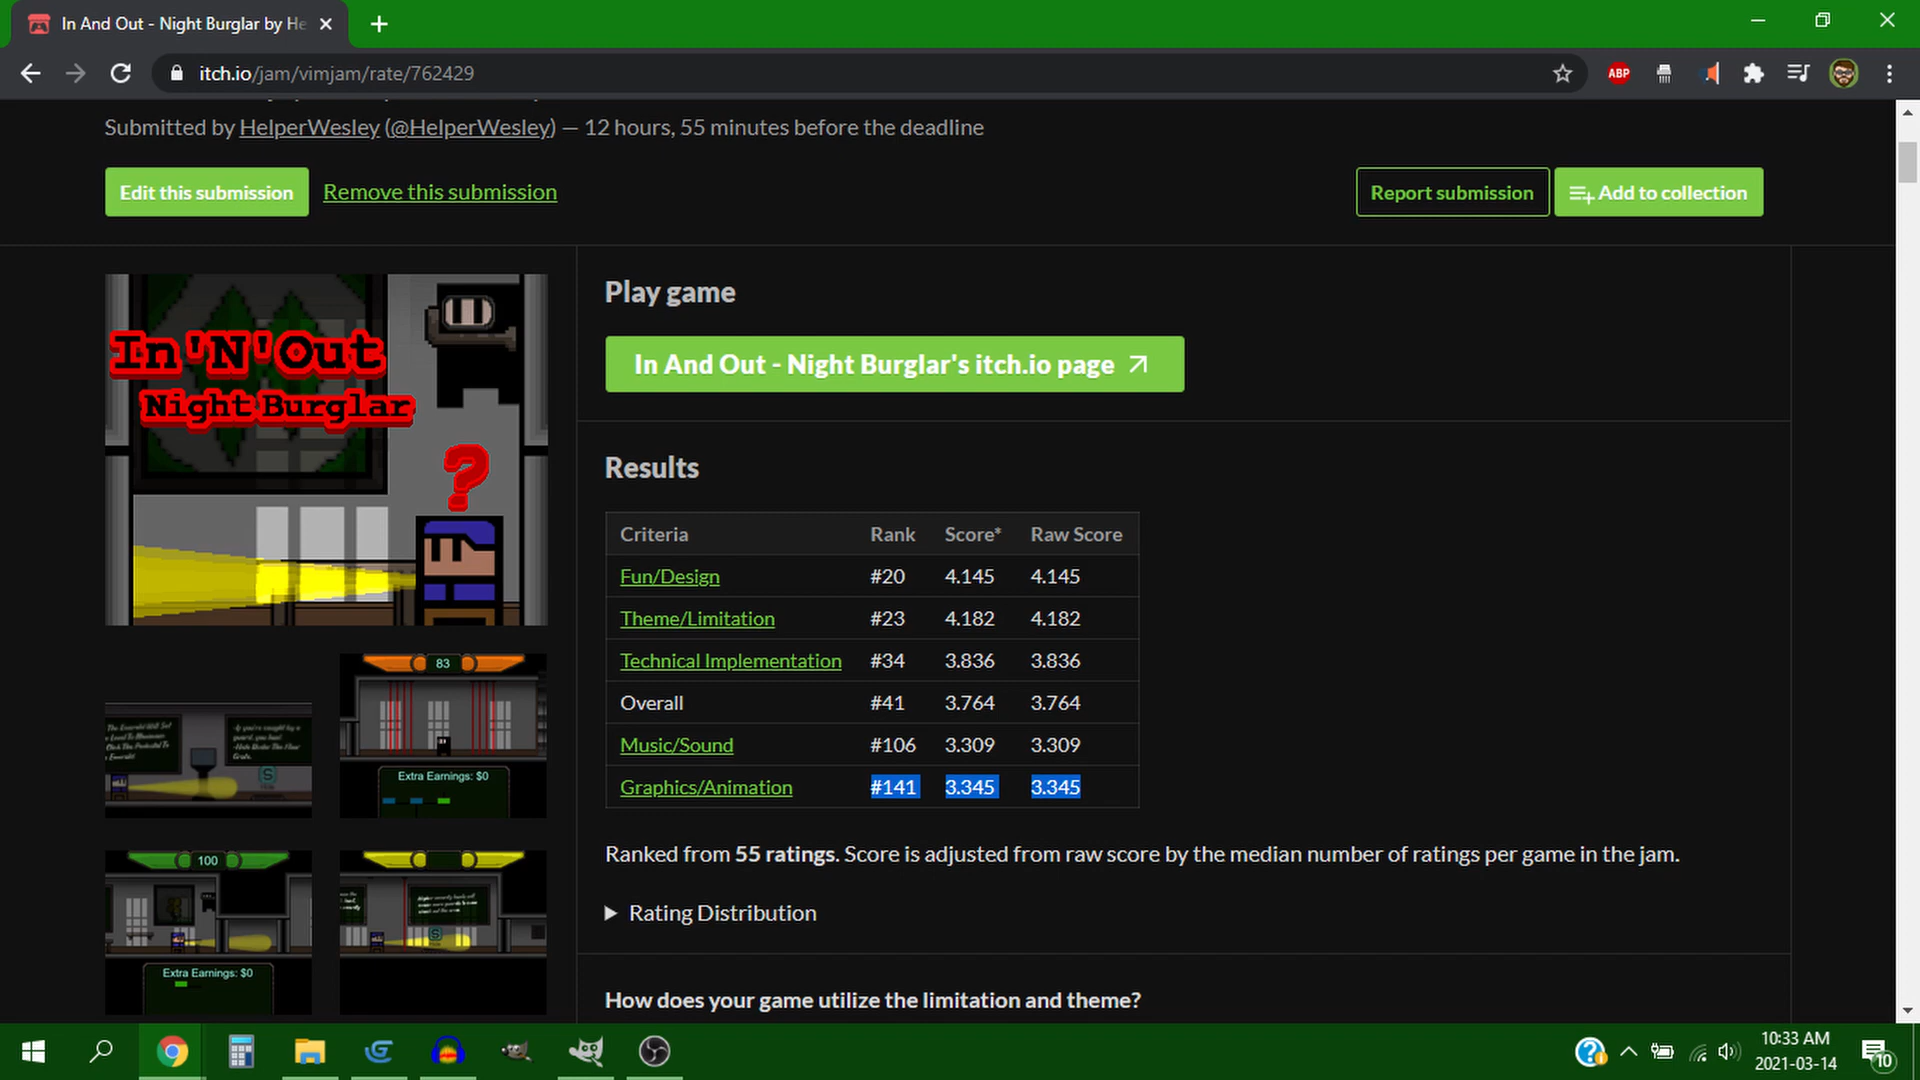 In And Out - Night Burglar by He
itch.io/jam/vimjam/rate/762429
ABP
Submitted by HelperWesley (@HelperWesley) — 12 hours, 55 minutes before the deadline
Edit this submission
Remove this submission
Report submission
Add to collection
In'N'Out
Night Burglar
?
83
Extra Earnings: $0
100
Extra Earnings: $0
Play game
In And Out - Night Burglar's itch.io page
Results
Criteria Rank Score* Raw Score
Fun/Design #20 4.145 4.145
Theme/Limitation #23 4.182 4.182
Technical Implementation #34 3.836 3.836
Overall #41 3.764 3.764
Music/Sound #106 3.309 3.309
Graphics/Animation #141 3.345 3.345
Ranked from 55 ratings. Score is adjusted from raw score by the median number of ratings per game in the jam.
Rating Distribution
How does your game utilize the limitation and theme?
10:33 AM
2021-03-14
10